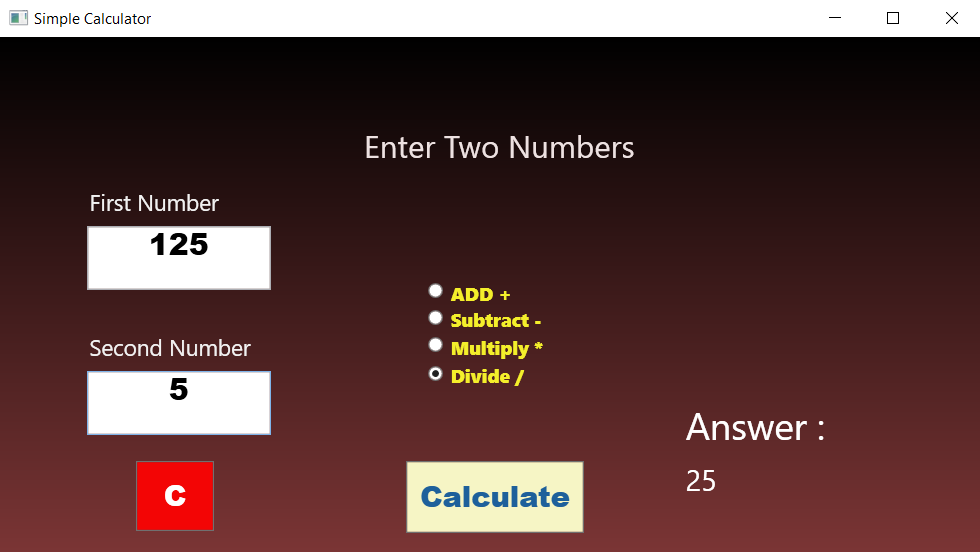 Simple Calculator
Enter Two Numbers
First Number
125
ADD +
Subtract -
Multiply *
Divide /
Second Number
5
Answer :
25
C
Calculate